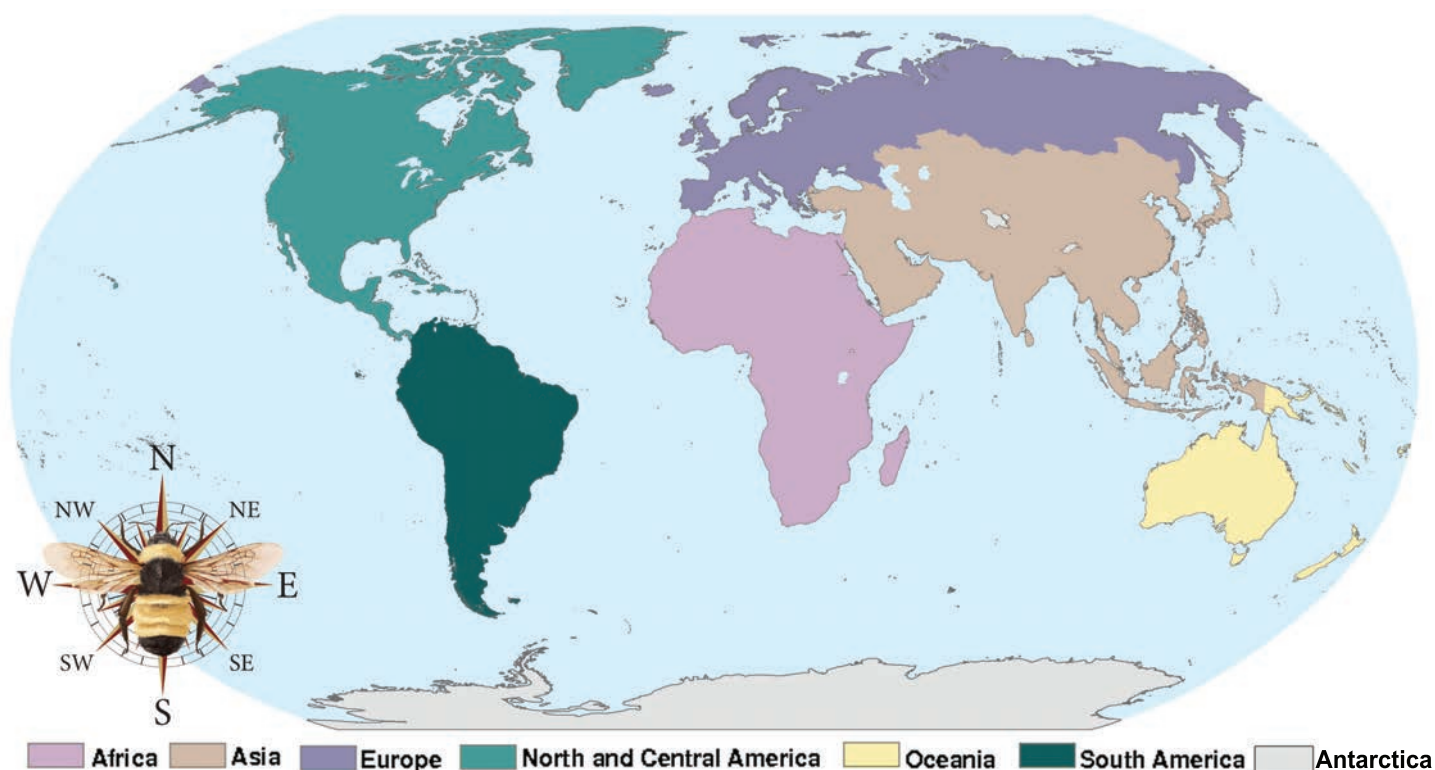 N
NW NE
W E
SW SE
S
Africa Asia Europe North and Central America Oceania South America Antarctica